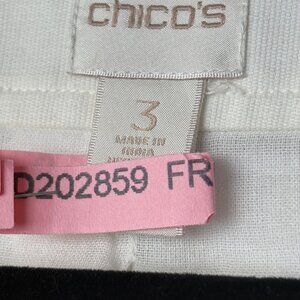 chico's
3
MADE IN
INDIA
D202859 FR